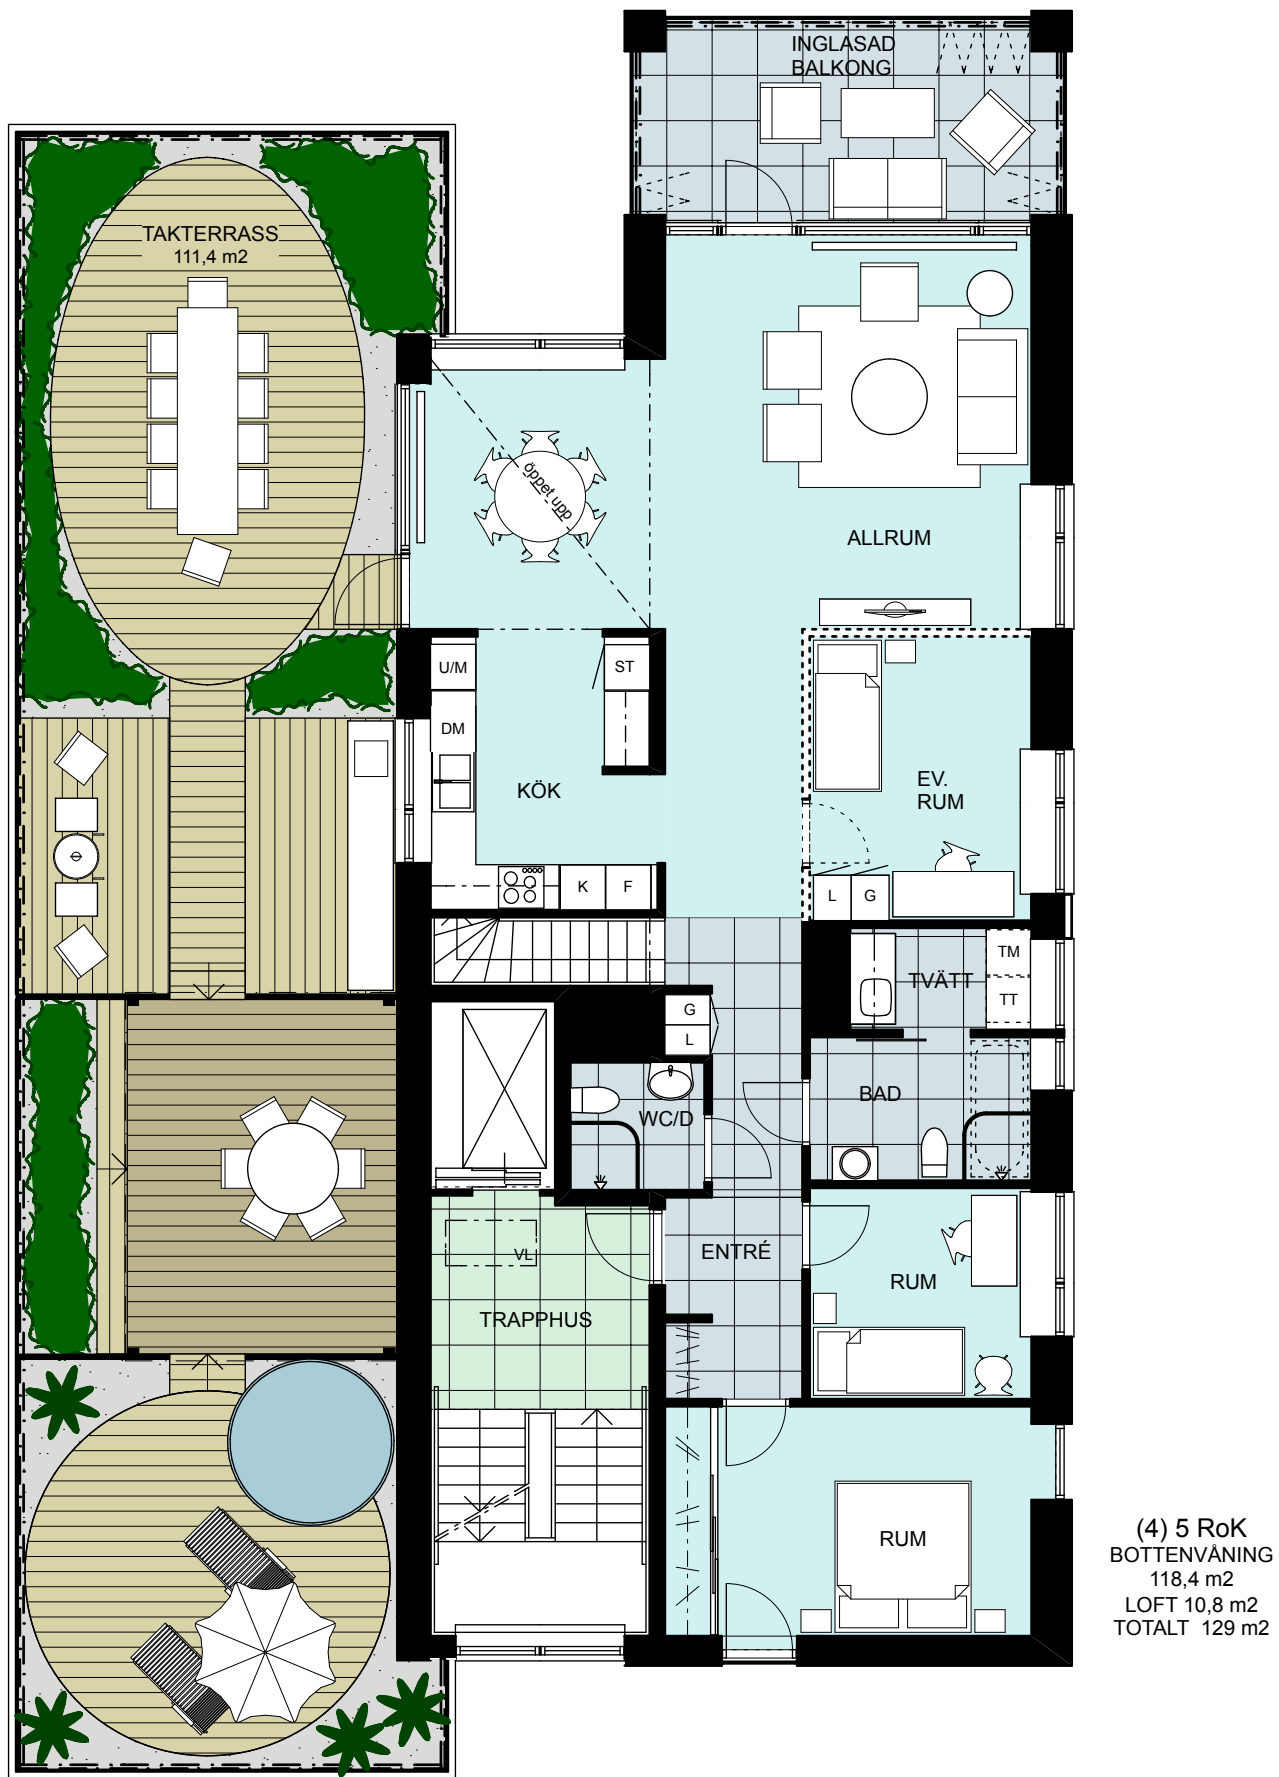 INGLASAD
BALKONG
TAKTERRASS
111,4 m2
öppet upp
ALLRUM
U/M
ST
DM
KÖK
EV.
RUM
K
F
L
G
TVÄTT
TM
TT
G
L
WC/D
BAD
ENTRÉ
VL
TRAPPHUS
RUM
RUM
(4) 5 RoK
BOTTENVÅNING
118,4 m2
LOFT 10,8 m2
TOTALT 129 m2